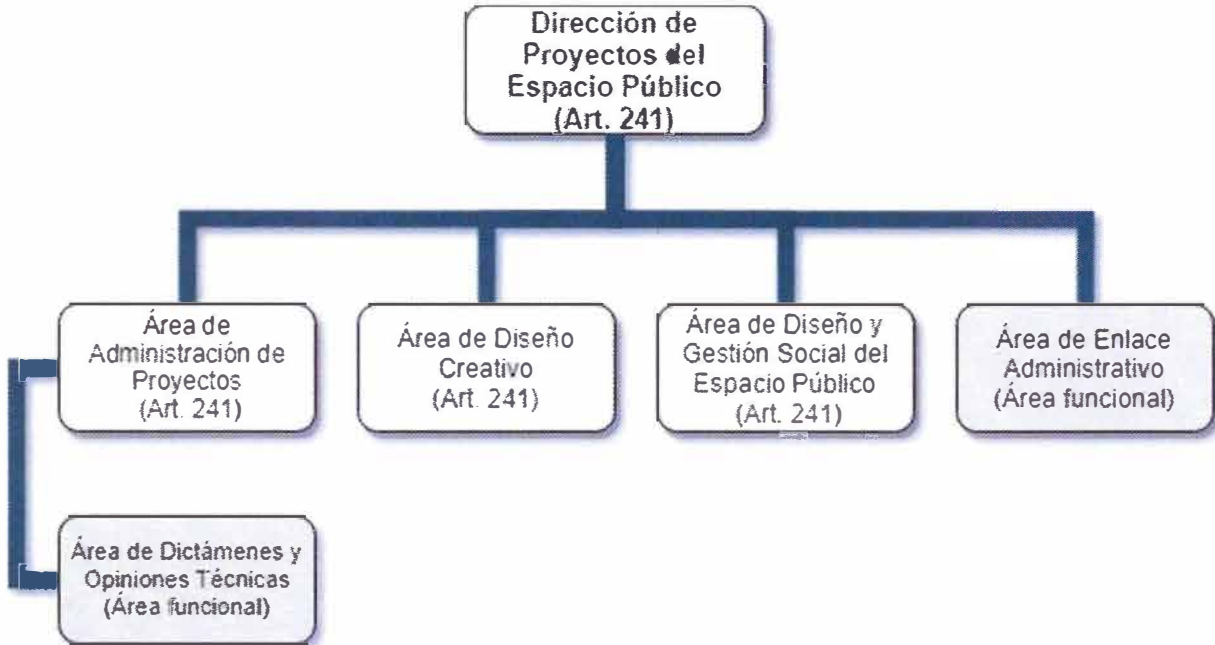 Dirección de
Proyectos del
Espacio Público
(Art. 241)
Área de
Administración de
Proyectos
(Art. 241)
Área de Diseño
Creativo
(Art. 241)
Área de Diseño y
Gestión Social del
Espacio Público
(Art. 241)
Área de Enlace
Administrativo
(Área funcional)
Área de Dictámenes y
Opiniones Técnicas
(Área funcional)